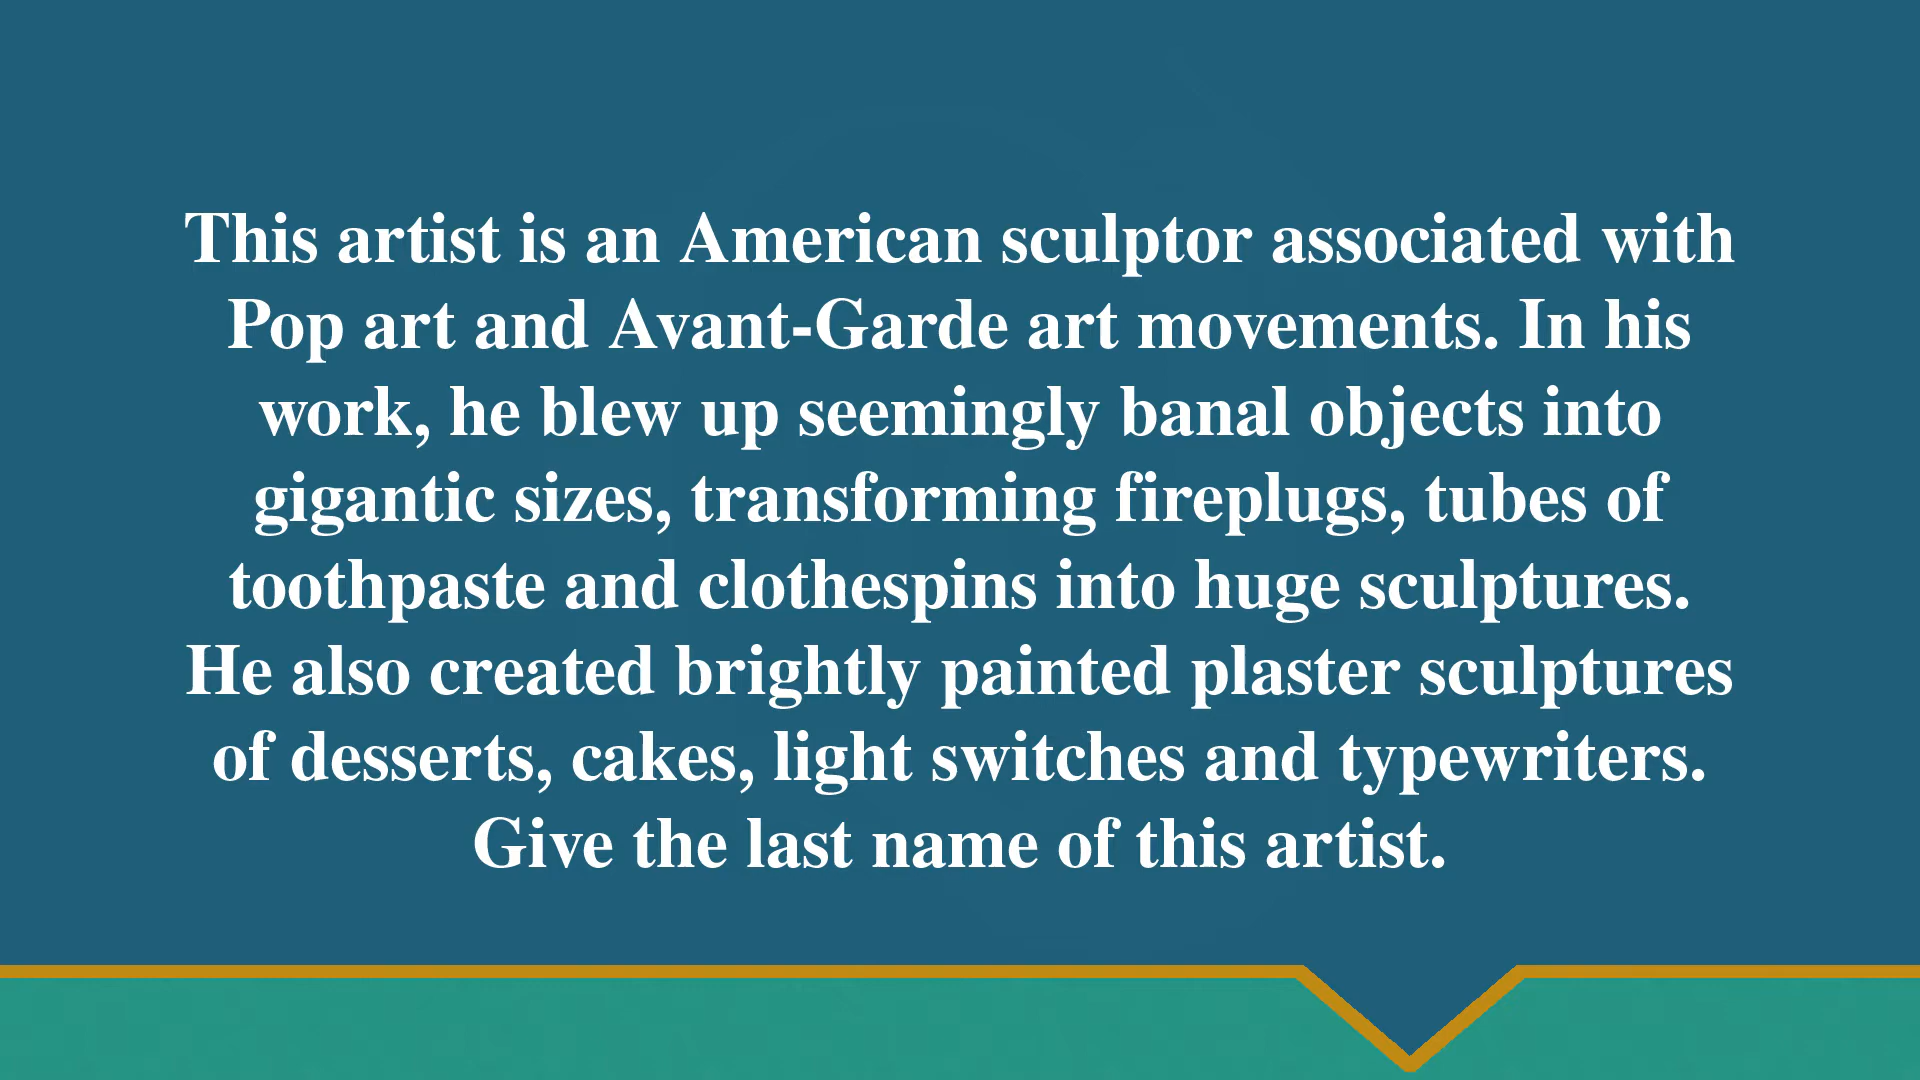 This artist is an American sculptor associated with
Pop art and Avant-Garde art movements. In his
work, he blew up seemingly banal objects into
gigantic sizes, transforming fireplugs, tubes of
toothpaste and clothespins into huge sculptures.
He also created brightly painted plaster sculptures
of desserts, cakes, light switches and typewriters.
Give the last name of this artist.